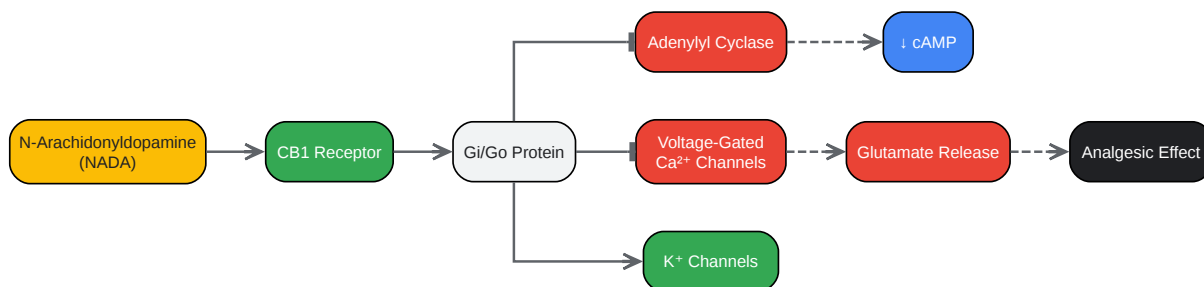 Adenylyl Cyclase
↓ cAMP
N-Arachidonyldopamine
(NADA)
CB1 Receptor
Gi/Go Protein
Voltage-Gated
Ca²⁺ Channels
Glutamate Release
Analgesic Effect
K⁺ Channels